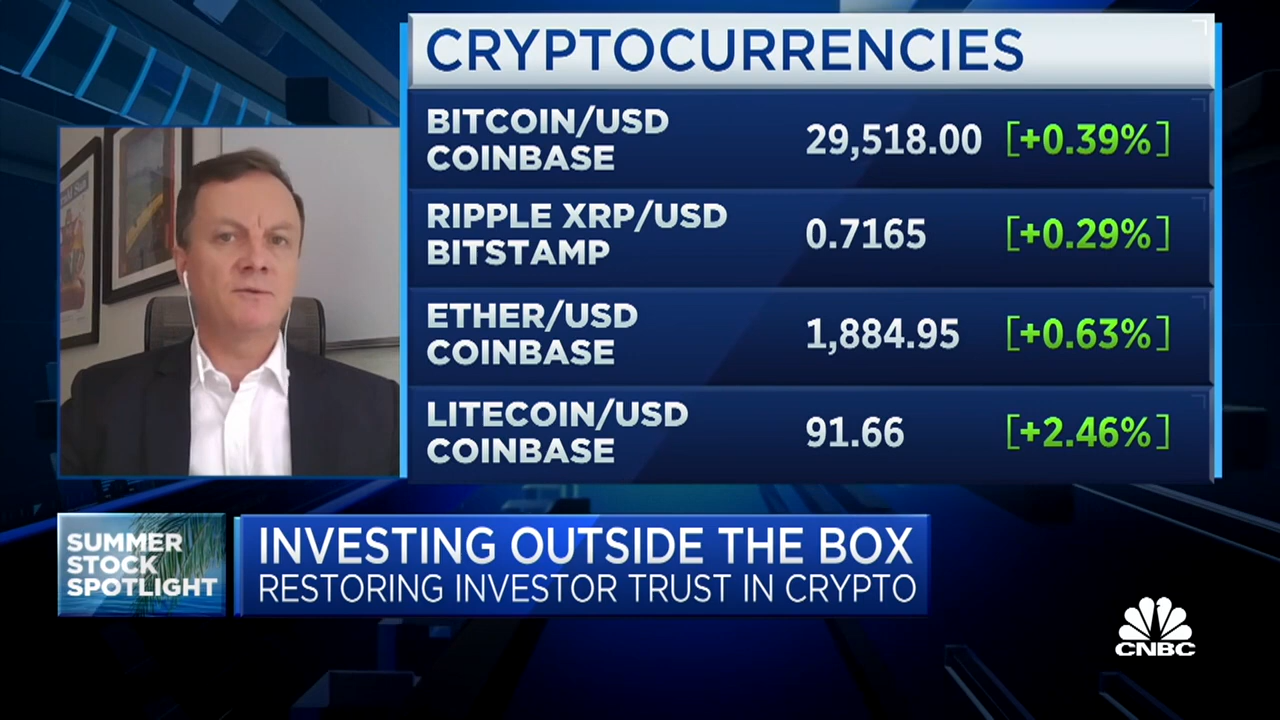 CRYPTOCURRENCIES
BITCOIN/USD
COINBASE
29,518.00 [+0.39%]
RIPPLE XRP/USD
BITSTAMP
0.7165 [+0.29%]
ETHER/USD
COINBASE
1,884.95 [+0.63%]
LITECOIN/USD
COINBASE
91.66 [+2.46%]
SUMMER
STOCK
SPOTLIGHT
INVESTING OUTSIDE THE BOX
RESTORING INVESTOR TRUST IN CRYPTO
CNBC